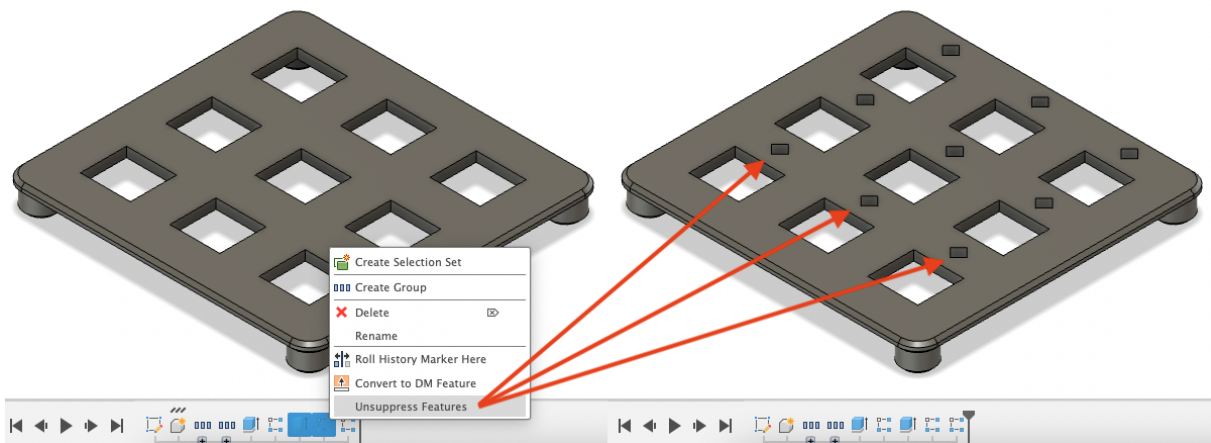 Create Selection Set
Create Group
Delete
Rename
Roll History Marker Here
Convert to DM Feature
Unsuppress Features